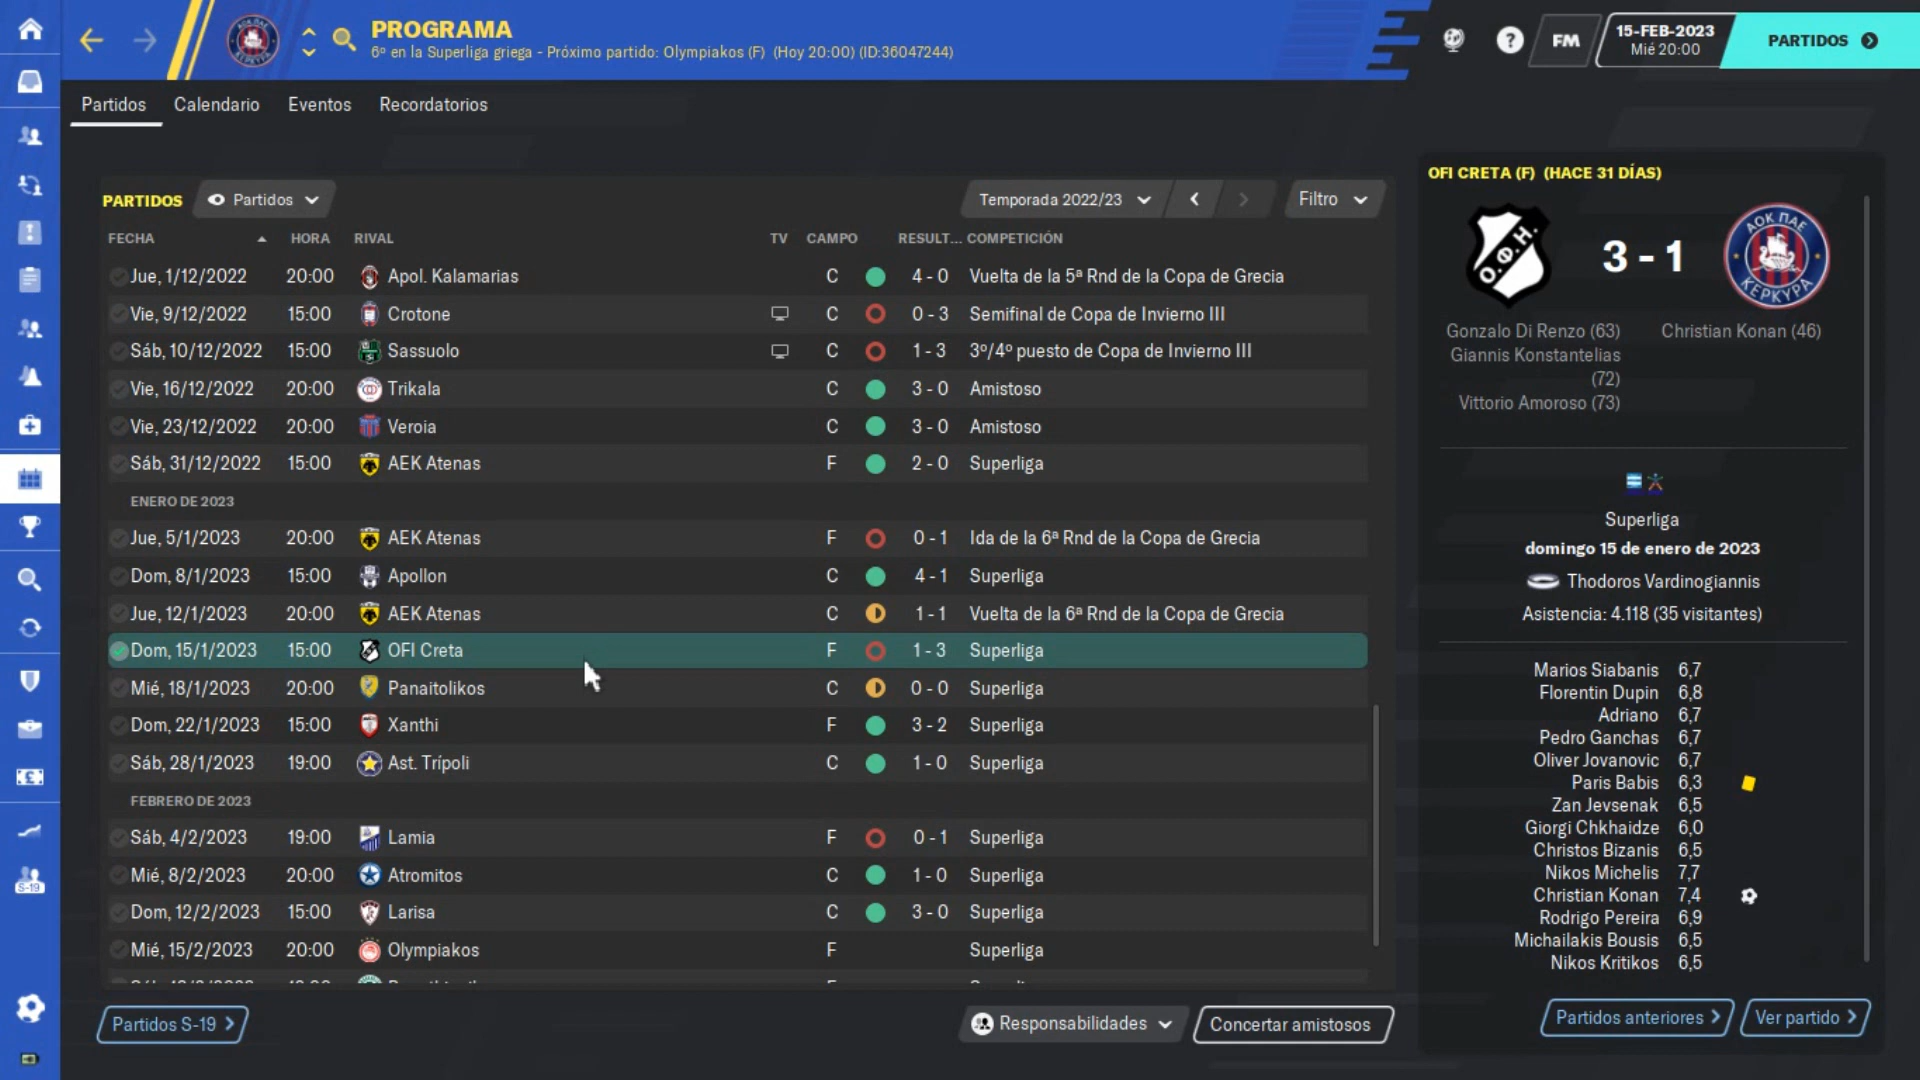 PROGRAMA
6º en la Superliga griega - Próximo partido: Olympiakos (F) (Hoy 20:00) (ID:36047244)
FM
15-FEB-2023
Mié 20:00
PARTIDOS
Partidos Calendario Eventos Recordatorios
PARTIDOS Partidos Temporada 2022/23 Filtro
FECHA HORA RIVAL TV CAMPO RESULT... COMPETICIÓN
Jue, 1/12/2022 20:00 Apol. Kalamarias C 4 - 0 Vuelta de la 5ª Rnd de la Copa de Grecia
Vie, 9/12/2022 15:00 Crotone C 0 - 3 Semifinal de Copa de Invierno III
Sáb, 10/12/2022 15:00 Sassuolo C 1 - 3 3º/4º puesto de Copa de Invierno III
Vie, 16/12/2022 20:00 Trikala C 3 - 0 Amistoso
Vie, 23/12/2022 20:00 Veroia C 3 - 0 Amistoso
Sáb, 31/12/2022 15:00 AEK Atenas F 2 - 0 Superliga
ENERO DE 2023
Jue, 5/1/2023 20:00 AEK Atenas F 0 - 1 Ida de la 6ª Rnd de la Copa de Grecia
Dom, 8/1/2023 15:00 Apollon C 4 - 1 Superliga
Jue, 12/1/2023 20:00 AEK Atenas C 1 - 1 Vuelta de la 6ª Rnd de la Copa de Grecia
Dom, 15/1/2023 15:00 OFI Creta F 1 - 3 Superliga
Mié, 18/1/2023 20:00 Panaitolikos C 0 - 0 Superliga
Dom, 22/1/2023 15:00 Xanthi F 3 - 2 Superliga
Sáb, 28/1/2023 19:00 Ast. Trípoli C 1 - 0 Superliga
FEBRERO DE 2023
Sáb, 4/2/2023 19:00 Lamia F 0 - 1 Superliga
Mié, 8/2/2023 20:00 Atromitos C 1 - 0 Superliga
Dom, 12/2/2023 15:00 Larisa C 3 - 0 Superliga
Mié, 15/2/2023 20:00 Olympiakos F Superliga
Partidos S-19
Responsabilidades
Concertar amistosos
S-19
OFI CRETA (F) (HACE 31 DÍAS)
Ο.Φ.Η.
3 - 1
ΑΟΚ ΠΑΕ
ΚΕΡΚΥΡΑ
Gonzalo Di Renzo (63) Christian Konan (46)
Giannis Konstantelias
(72)
Vittorio Amoroso (73)
Superliga
domingo 15 de enero de 2023
Thodoros Vardinogiannis
Asistencia: 4.118 (35 visitantes)
Marios Siabanis 6,7
Florentin Dupin 6,8
Adriano 6,7
Pedro Ganchas 6,7
Oliver Jovanovic 6,7
Paris Babis 6,3
Zan Jevsenak 6,5
Giorgi Chkhaidze 6,0
Christos Bizanis 6,5
Nikos Michelis 7,7
Christian Konan 7,4
Rodrigo Pereira 6,9
Michailakis Bousis 6,5
Nikos Kritikos 6,5
Partidos anteriores
Ver partido